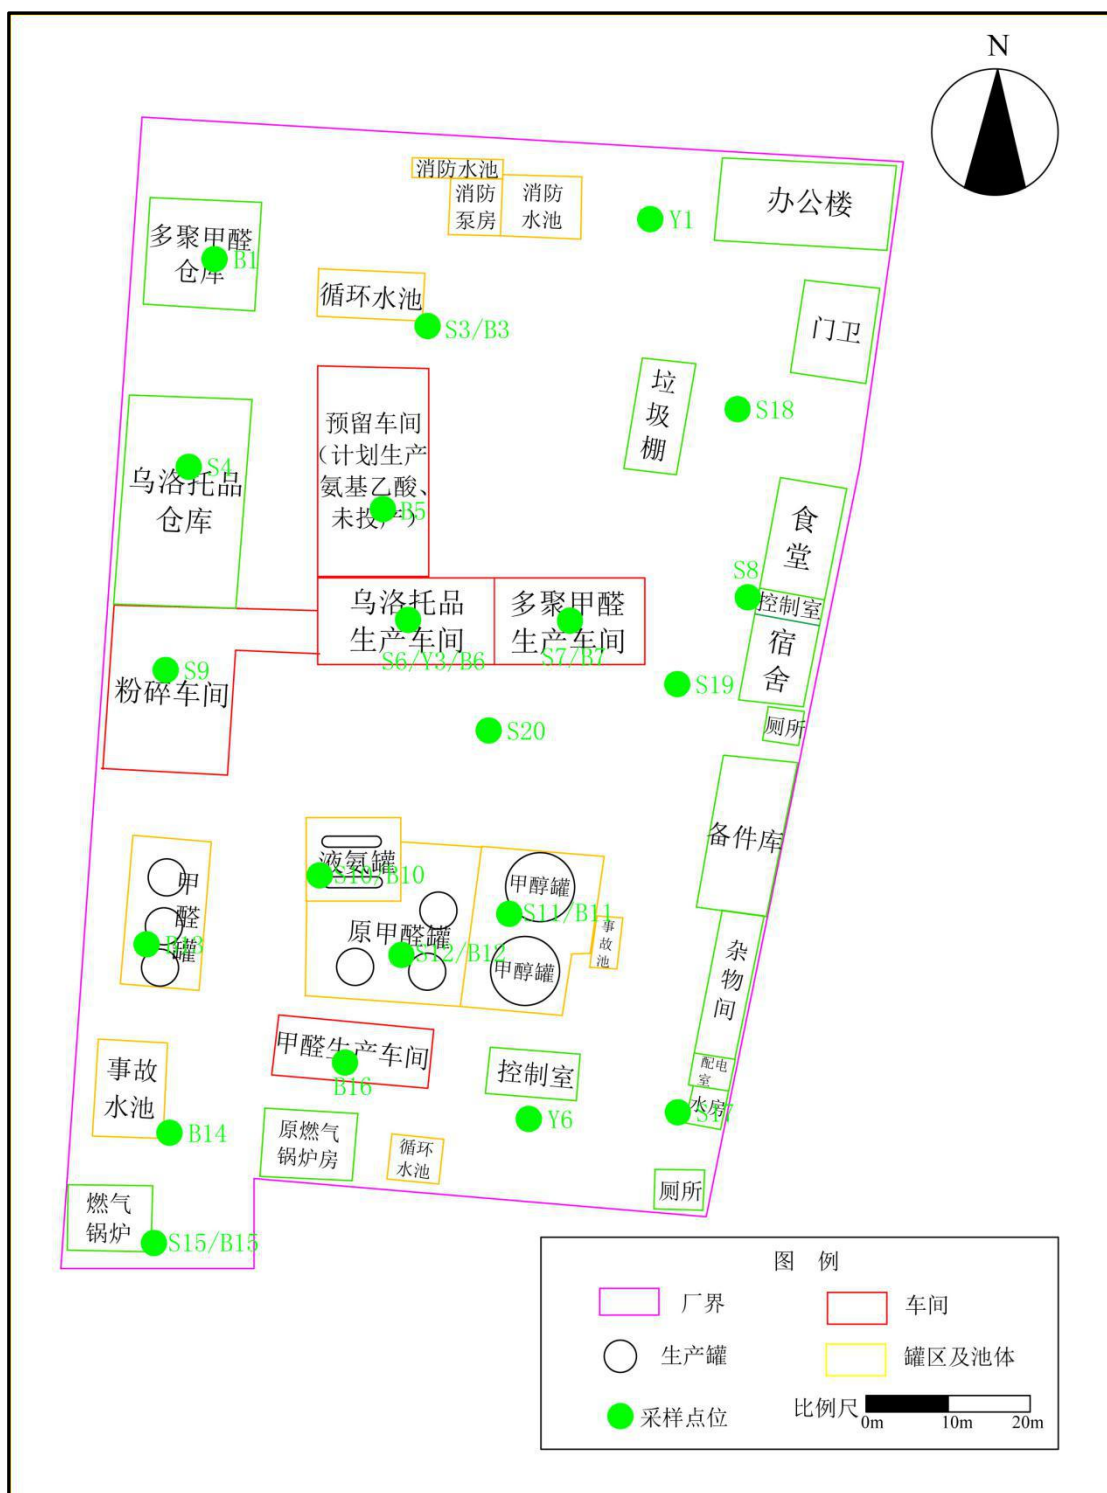 N
消防水池
消防
泵房
消防
水池
Y1
办公楼
多聚甲醛
仓库
B1
循环水池
S3/B3
门卫
垃
圾
棚
S18
预留车间
（计划生产
氨基乙酸、
未投产）
B5
S4
乌洛托品
仓库
食
堂
S8
控制室
宿
舍
厕所
乌洛托品
生产车间
S6/Y3/B6
多聚甲醛
生产车间
S7/B7
S9
粉碎车间
S19
S20
备件库
液氨罐
S10/B10
甲
醛
罐
B13
原甲醛罐
S12/B12
甲醇罐
S11/B11
甲醇罐
事
故
池
杂
物
间
配电
室
水房
S17
甲醛生产车间
B16
控制室
Y6
事故
水池
B14
原燃气
锅炉房
循环
水池
厕所
燃气
锅炉
S15/B15
图 例
厂界
车间
生产罐
罐区及池体
采样点位
比例尺
0m
10m
20m